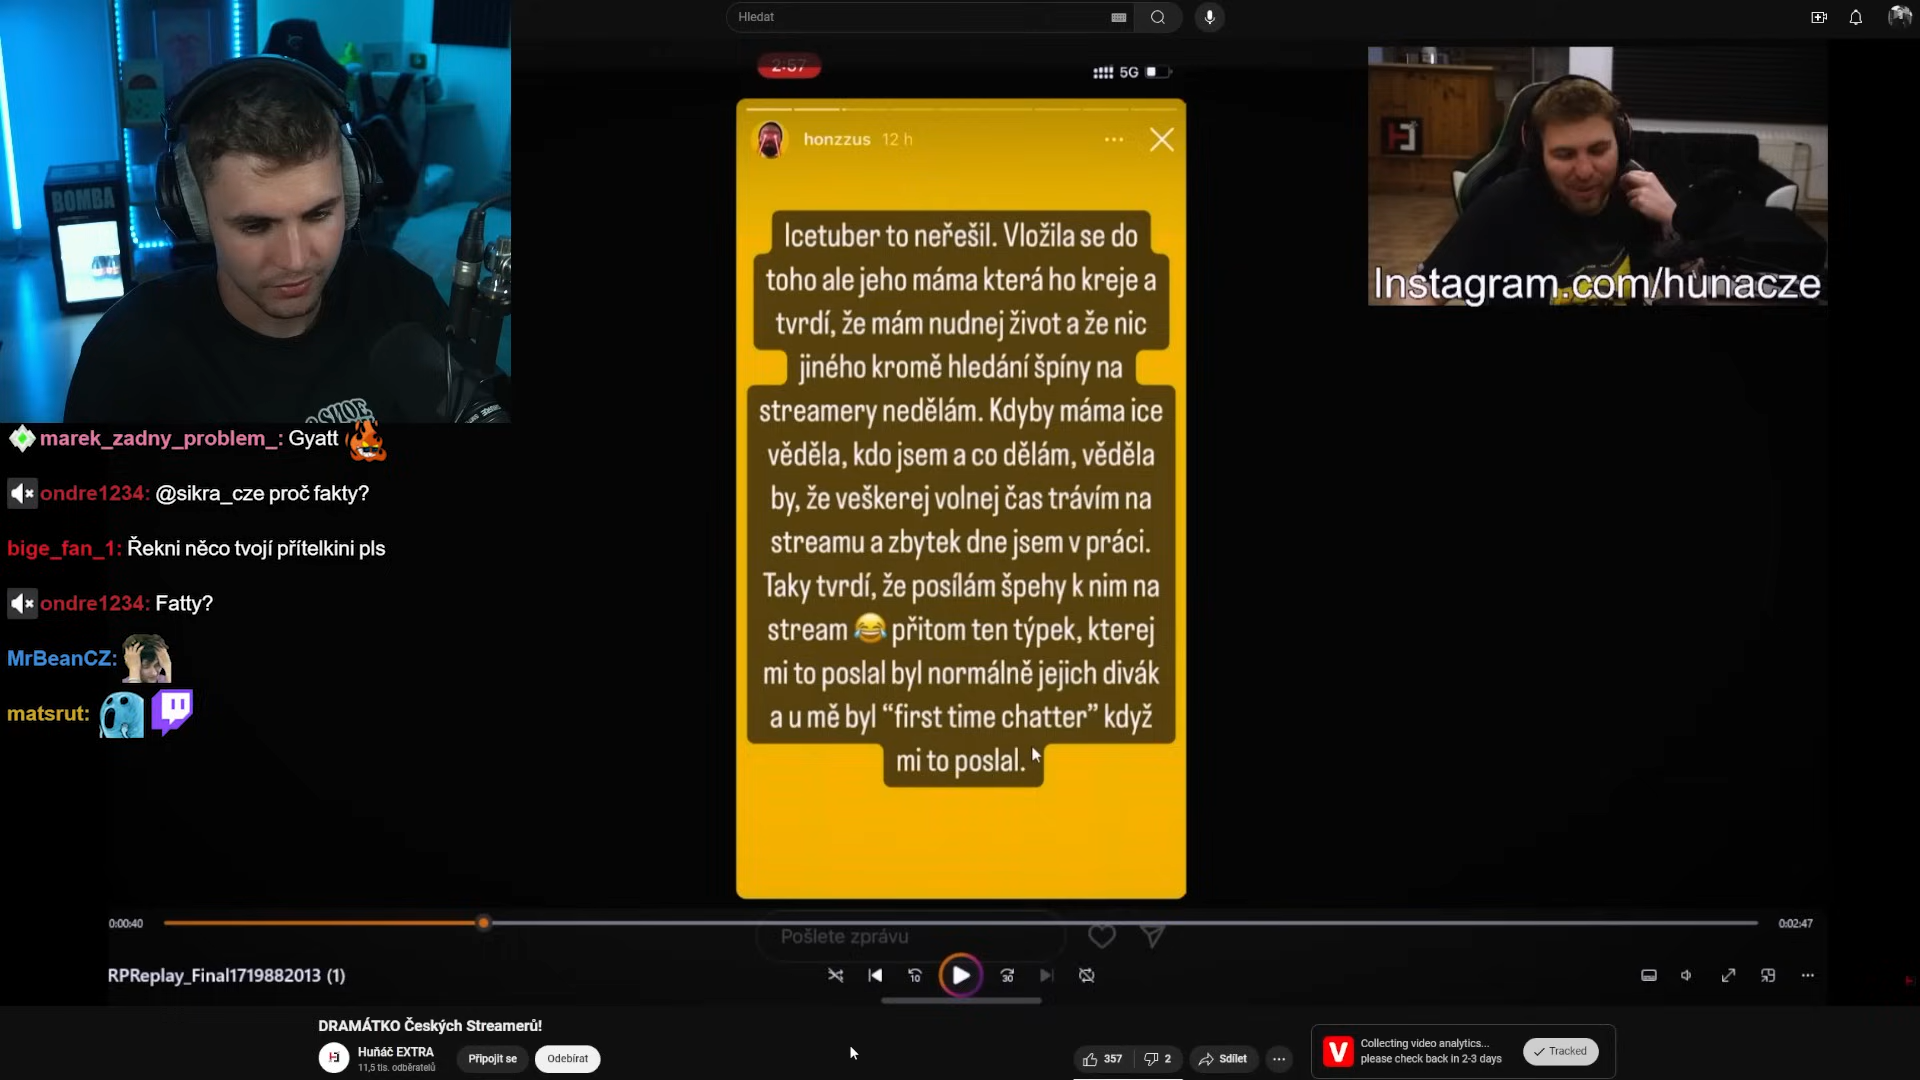 Hledat
2:57
5G
honzzus 12 h
Icetuber to neřešil. Vložila se do
toho ale jeho máma která ho kreje a
tvrdí, že mám nudnej život a že nic
jiného kromě hledání špíny na
streamery nedělám. Kdyby máma ice
věděla, kdo jsem a co dělám, věděla
by, že veškerej volnej čas trávím na
streamu a zbytek dne jsem v práci.
Taky tvrdí, že posílám špehy k nim na
stream 😂 přitom ten týpek, kterej
mi to poslal byl normálně jejich divák
a u mě byl “first time chatter” když
mi to poslal.
Instagram.com/hunacze
BOMBA
marek_zadny_problem_: Gyatt
ondre1234: @sikra_cze proč fakty?
bige_fan_1: Řekni něco tvojí přítelkini pls
ondre1234: Fatty?
MrBeanCZ:
matsrut:
0:00:40
0:02:47
Pošlete zprávu
RPReplay_Final1719882013 (1)
10
30
DRAMÁTKO Českých Streamerů!
Huňáč EXTRA
11,5 tis. odběratelů
Připojit se
Odebírat
357
2
Sdílet
Collecting video analytics...
please check back in 2-3 days
Tracked